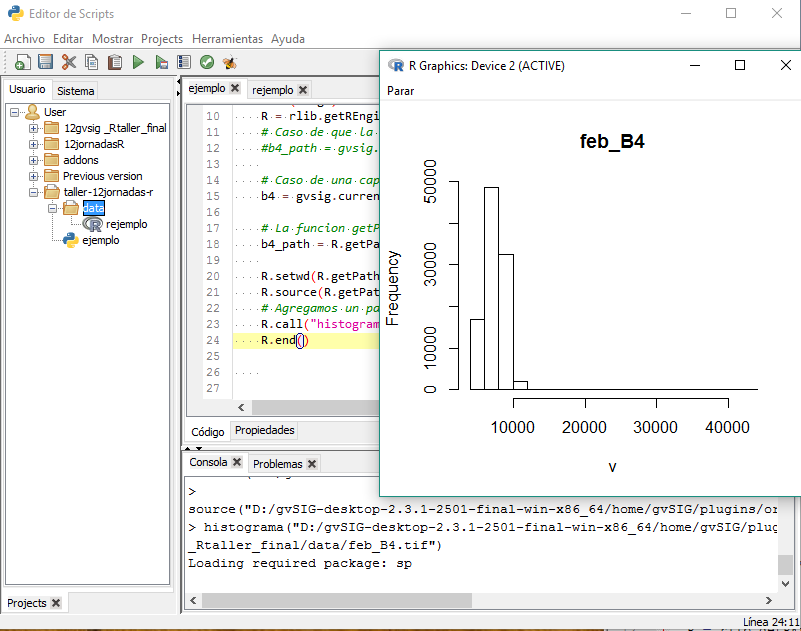 Editor de Scripts
Archivo Editar Mostrar Projects Herramientas Ayuda
Usuario Sistema
User
12gvsig_Rtaller_final
12jornadasR
addons
Previous version
taller-12jornadas-r
data
rejemplo
ejemplo
Projects
ejemplo rejemplo
10 R = rlib.getREngi
11 # Caso de que la
12 #b4_path = gvsig.
13
14 # Caso de una cap
15 b4 = gvsig.curren
16
17 # La funcion getP
18 b4_path = R.getPa
19
20 R.setwd(R.getPath
21 R.source(R.getPat
22 # Agregamos un pa
23 R.call("histogram
24 R.end()
25
26
27
Código Propiedades
Consola Problemas
>
source("D:/gvSIG-desktop-2.3.1-2501-final-win-x86_64/home/gvSIG/plugins/or
> histograma("D:/gvSIG-desktop-2.3.1-2501-final-win-x86_64/home/gvSIG/plug
_Rtaller_final/data/feb_B4.tif")
Loading required package: sp
Línea 24:11
R Graphics: Device 2 (ACTIVE)
Parar
feb_B4
Frequency
50000
30000
10000
0
10000 20000 30000 40000
v